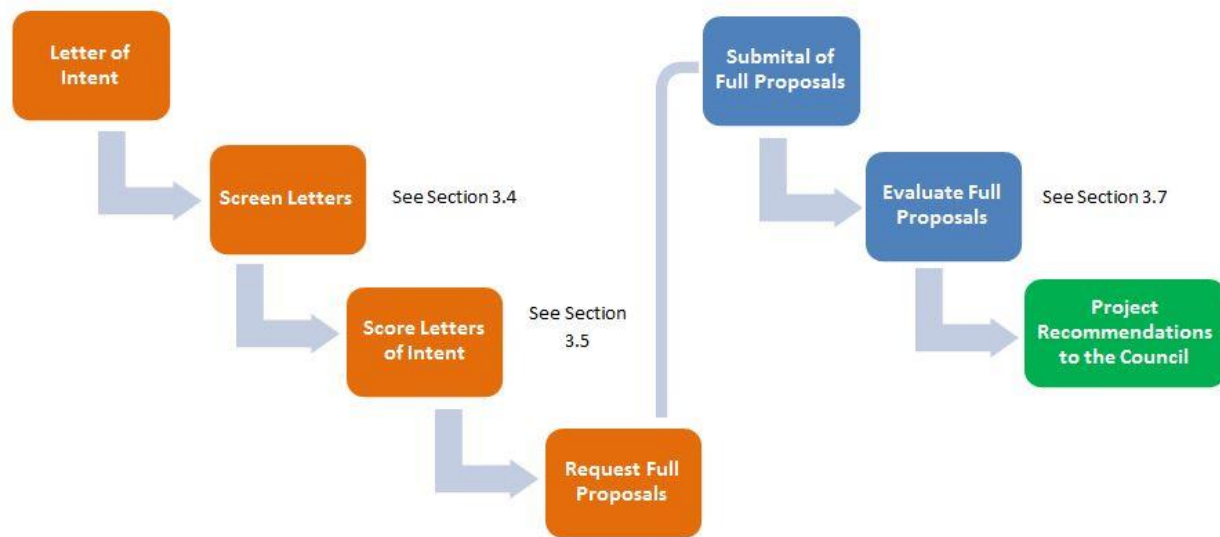 Letter of
Intent
Screen Letters
See Section 3.4
Score Letters
of Intent
See Section
3.5
Request Full
Proposals
Submital of
Full Proposals
Evaluate Full
Proposals
See Section 3.7
Project
Recommendations
to the Council